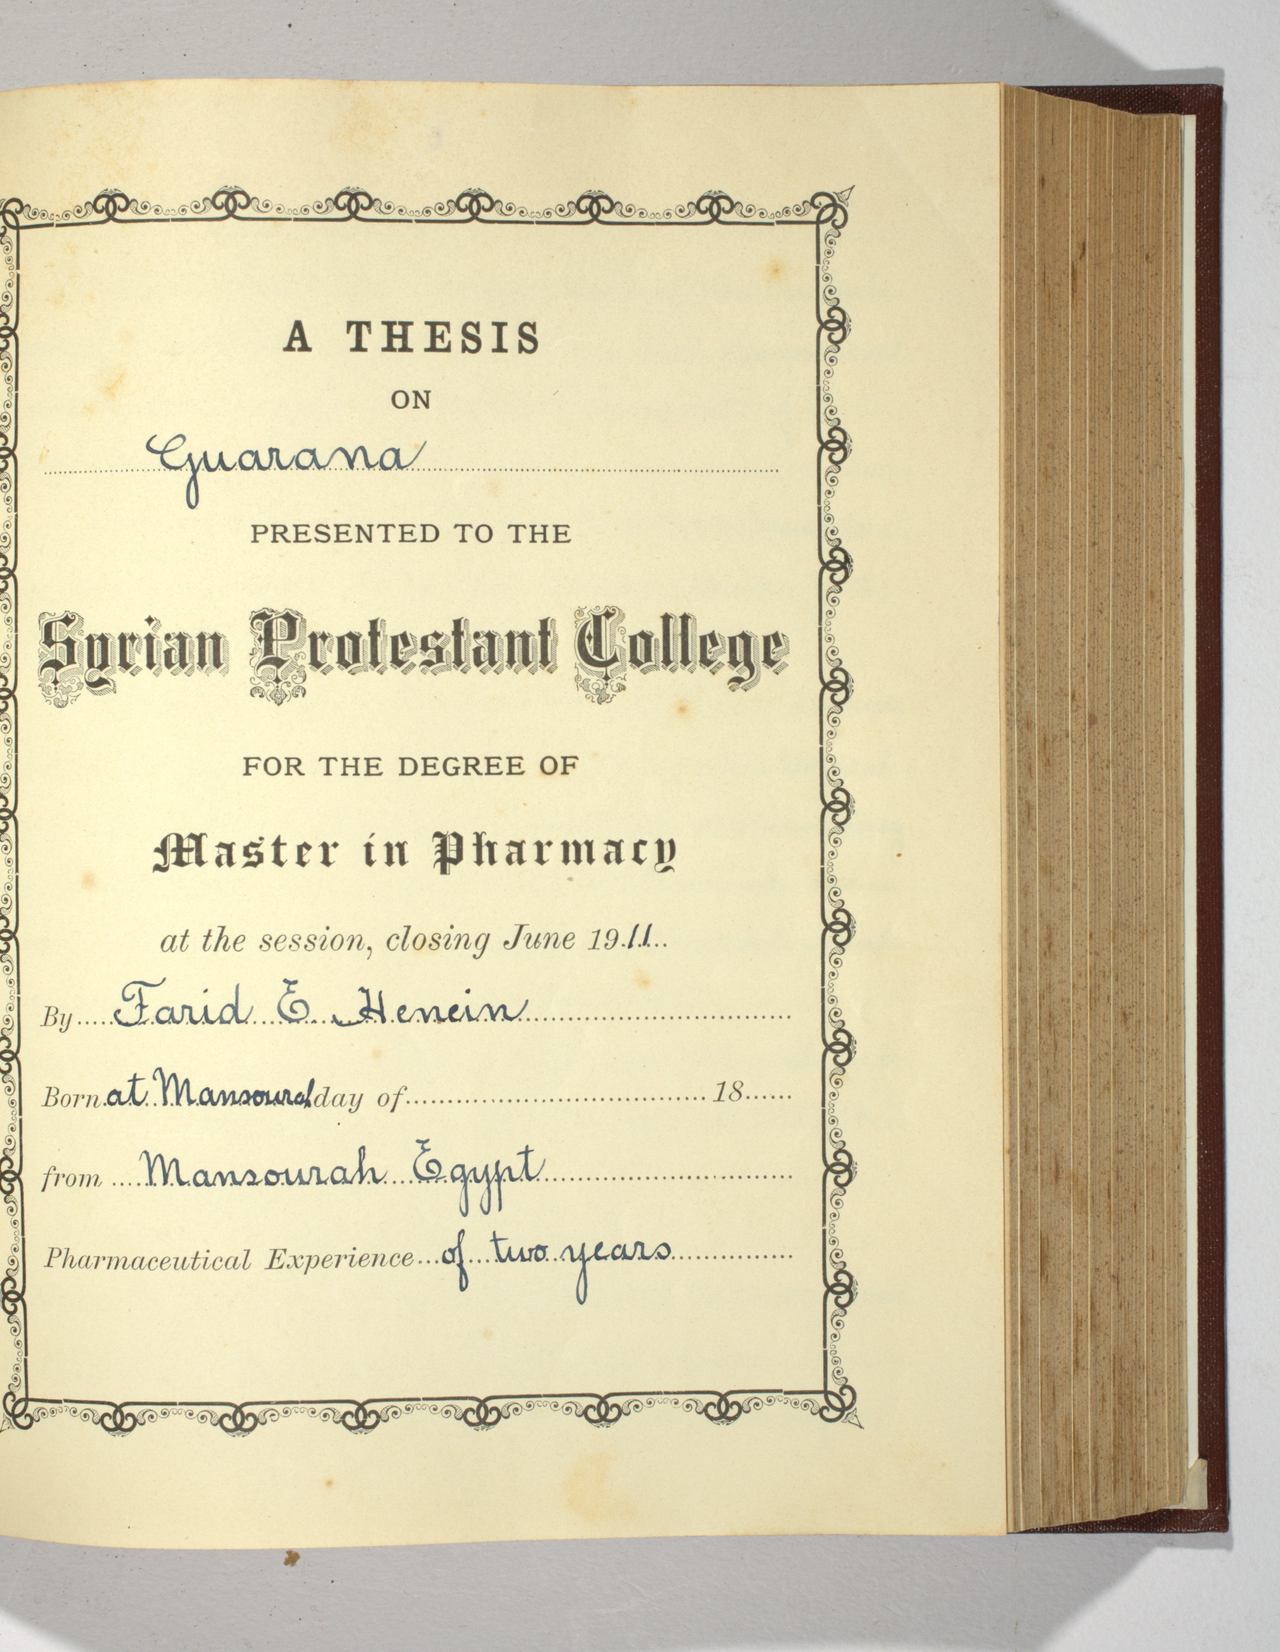 A THESIS
ON
Guarana
PRESENTED TO THE
Syrian Protestant College
FOR THE DEGREE OF
Master in Pharmacy
at the session, closing June 1911
By Farid E. Henein
Born at Mansourah day of 18
from Mansourah Egypt
Pharmaceutical Experience of two years